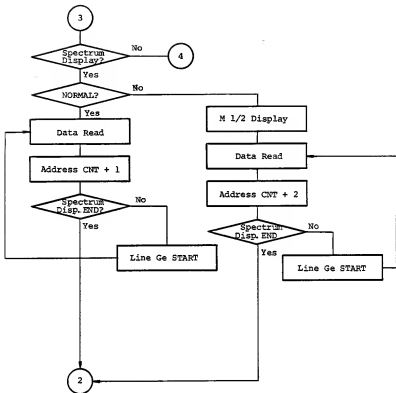 3
Spectrum
Display?
No
4
Yes
NORMAL?
No
Yes
M 1/2 Display
Data Read
Data Read
Address CNT + 1
Address CNT + 2
Spectrum
Disp. END?
No
Yes
Spectrum
Disp. END
No
Yes
Line Ge START
Line Ge START
2